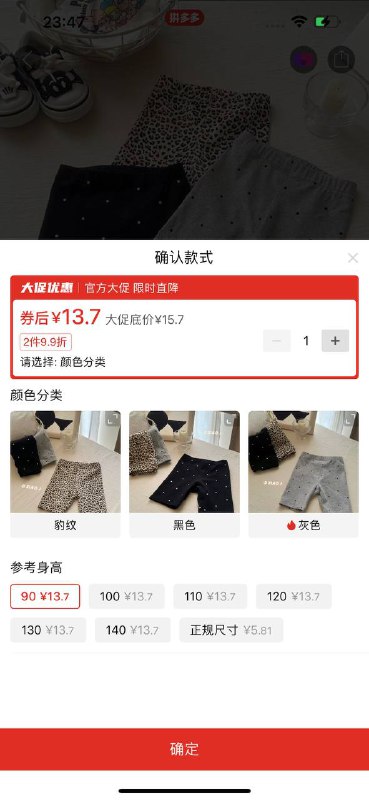 23:47
拼多多
确认款式
大促优惠 官方大促 限时直降
券后¥13.7 大促底价¥15.7
2件9.9折
1
请选择: 颜色分类
颜色分类
豹纹
黑色
灰色
参考身高
90 ¥13.7
100 ¥13.7
110 ¥13.7
120 ¥13.7
130 ¥13.7
140 ¥13.7
正规尺寸 ¥5.81
确定